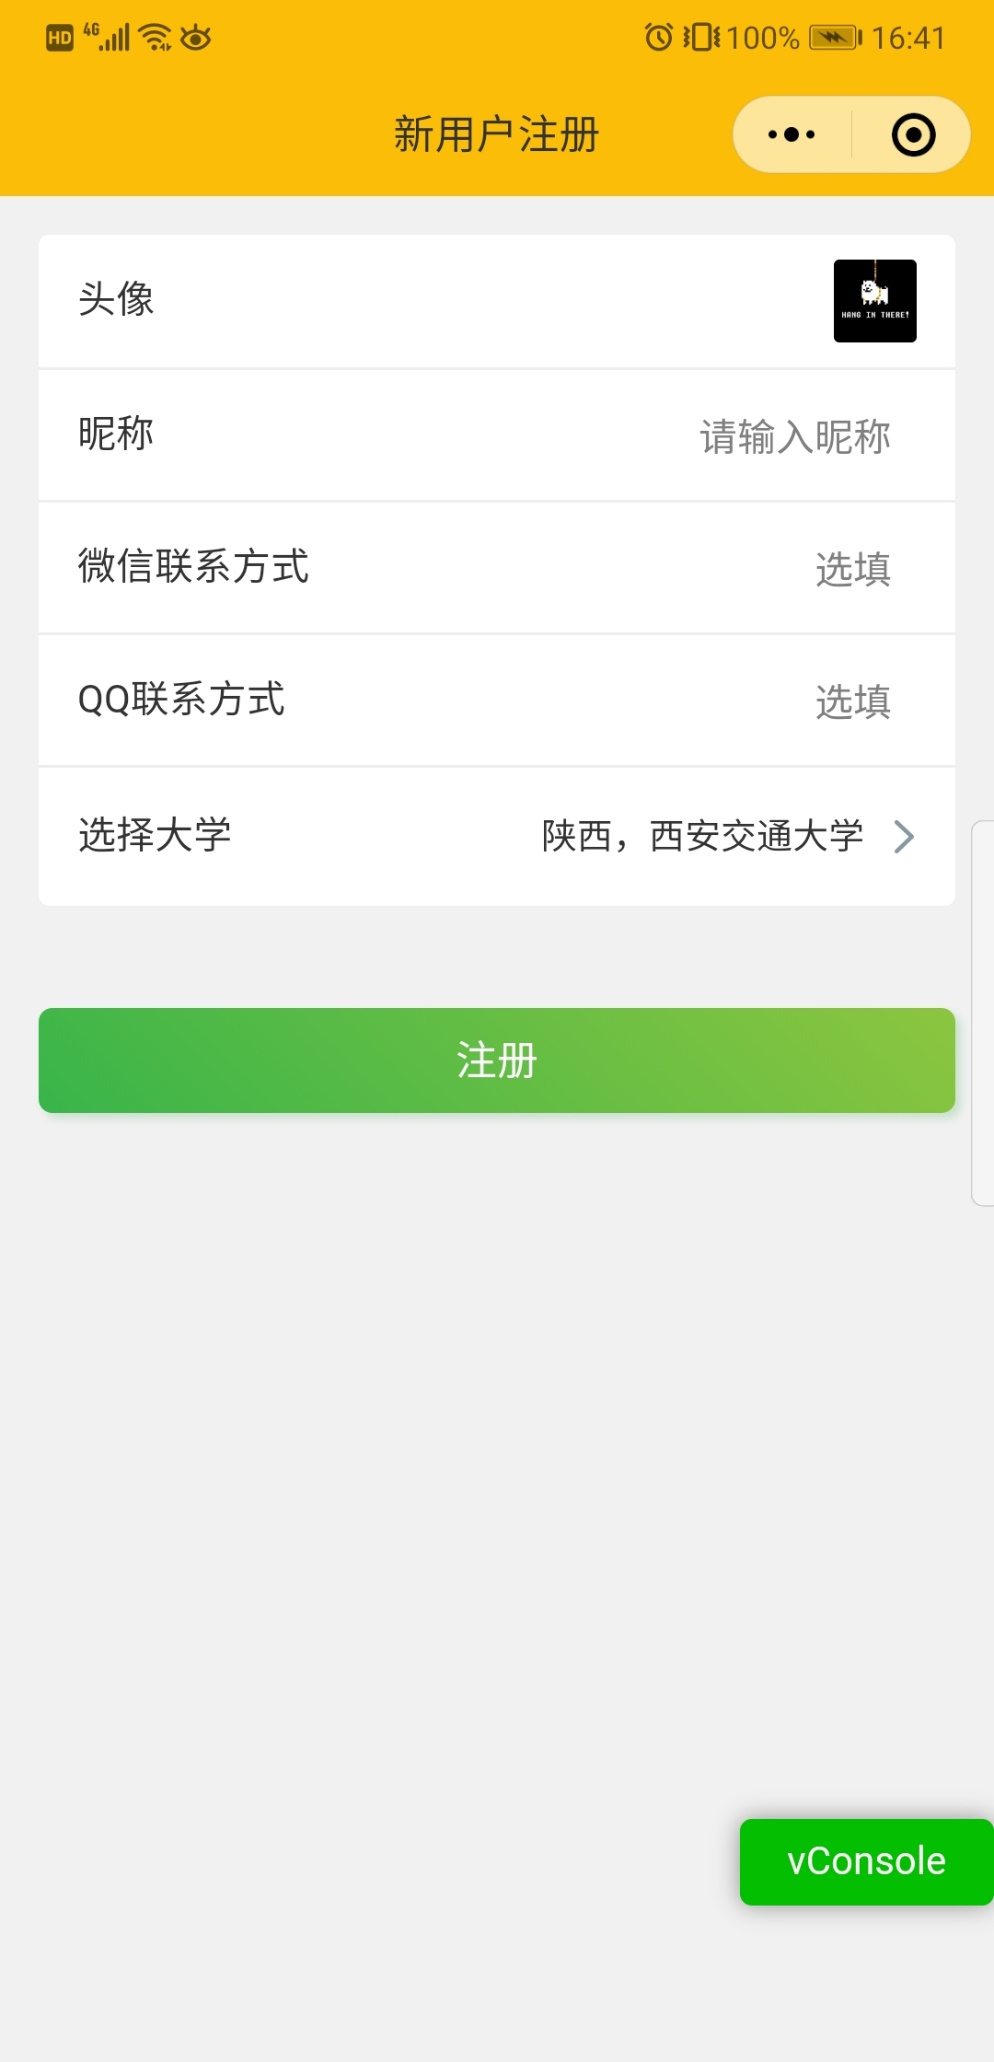 HD 4G 100% 16:41
新用户注册
头像
HANG IN THERE!
昵称 请输入昵称
微信联系方式 选填
QQ联系方式 选填
选择大学 陕西，西安交通大学
注册
vConsole